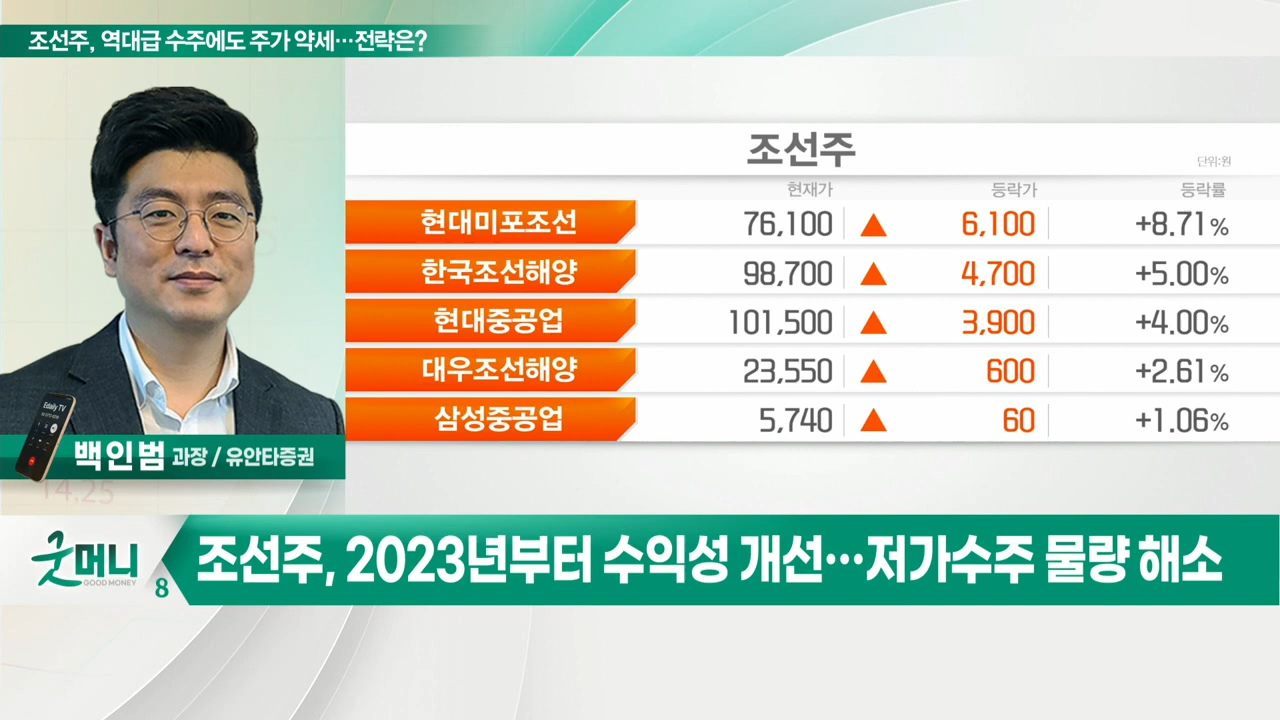 조선주, 역대급 수주에도 주가 약세…전략은?
조선주
단위:원
현재가 등락가 등락률
현대미포조선 76,100 ▲ 6,100 +8.71%
한국조선해양 98,700 ▲ 4,700 +5.00%
현대중공업 101,500 ▲ 3,900 +4.00%
대우조선해양 23,550 ▲ 600 +2.61%
삼성중공업 5,740 ▲ 60 +1.06%
Edaily TV
백인범 과장 / 유안타증권
14.25
굿머니
GOOD MONEY
8
조선주, 2023년부터 수익성 개선…저가수주 물량 해소